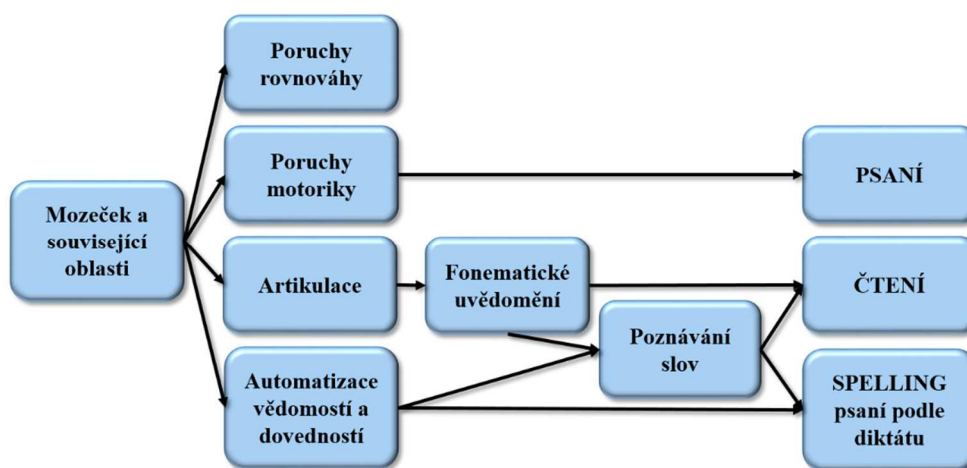 Poruchy
rovnováhy
Poruchy
motoriky
PSANÍ
Mozeček a
související
oblasti
Artikulace
Fonematické
uvědomění
ČTENÍ
Poznávání
slov
Automatizace
vědomostí a
dovedností
SPELLING
psaní podle
diktátu